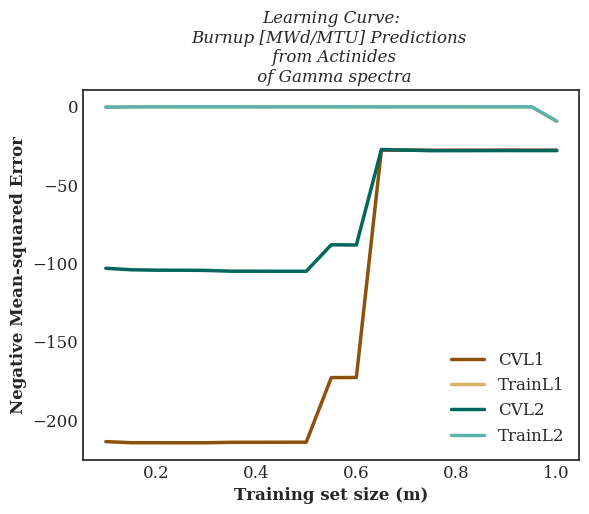 Learning Curve:
Burnup [MWd/MTU] Predictions
from Actinides
of Gamma spectra
Negative Mean-squared Error
0
−50
−100
−150
−200
CVL1
TrainL1
CVL2
TrainL2
0.2
0.4
0.6
0.8
1.0
Training set size (m)